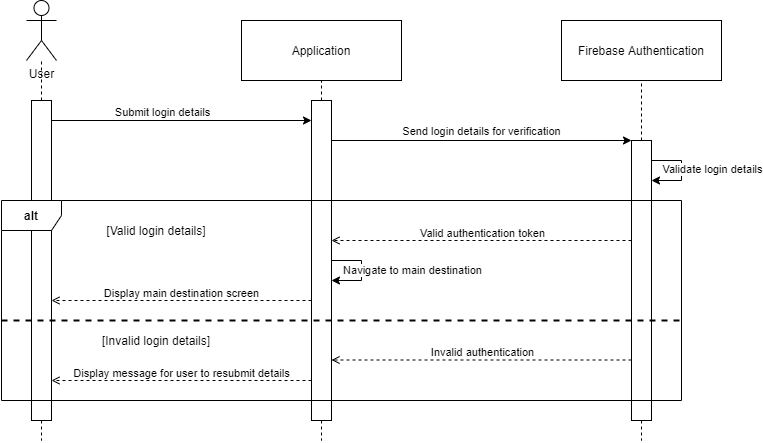 User
Application
Firebase Authentication
Submit login details
Send login details for verification
Validate login details
alt
[Valid login details]
Valid authentication token
Navigate to main destination
Display main destination screen
[Invalid login details]
Invalid authentication
Display message for user to resubmit details